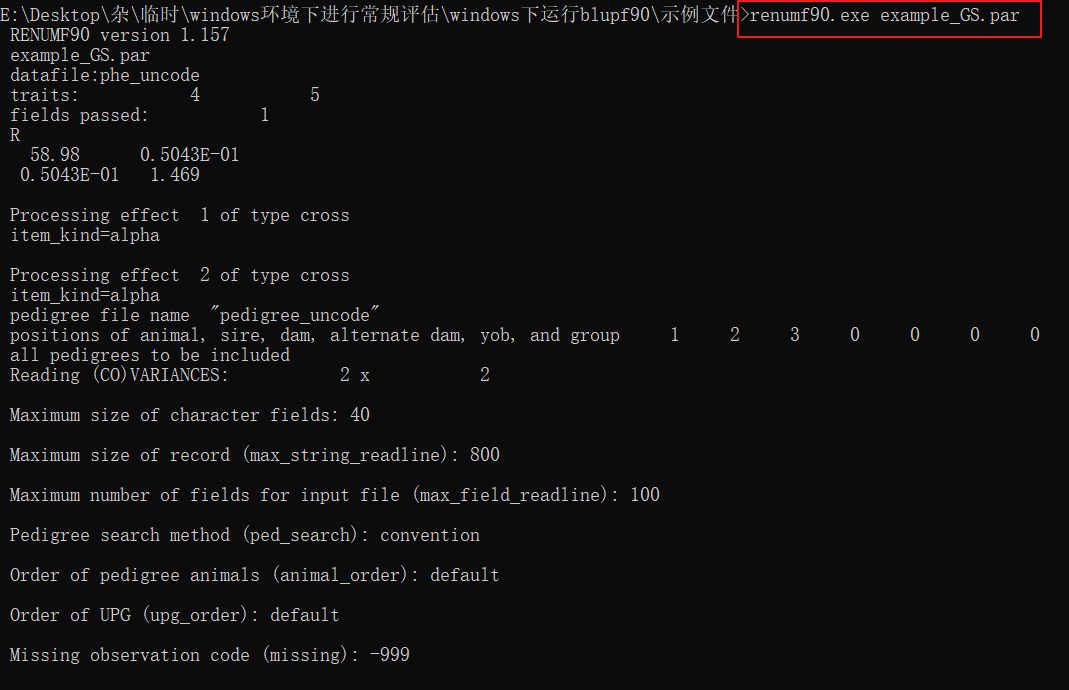 E:\Desktop\杂\临时\windows环境下进行常规评估\windows下运行blupf90\示例文件>renumf90.exe example_GS.par
RENUMF90 version 1.157
example_GS.par
datafile:phe_uncode
traits: 4 5
fields passed: 1
R
58.98 0.5043E-01
0.5043E-01 1.469
Processing effect 1 of type cross
item_kind=alpha
Processing effect 2 of type cross
item_kind=alpha
pedigree file name "pedigree_uncode"
positions of animal, sire, dam, alternate dam, yob, and group 1 2 3 0 0 0 0
all pedigrees to be included
Reading (CO)VARIANCES: 2 x 2
Maximum size of character fields: 40
Maximum size of record (max_string_readline): 800
Maximum number of fields for input file (max_field_readline): 100
Pedigree search method (ped_search): convention
Order of pedigree animals (animal_order): default
Order of UPG (upg_order): default
Missing observation code (missing): -999